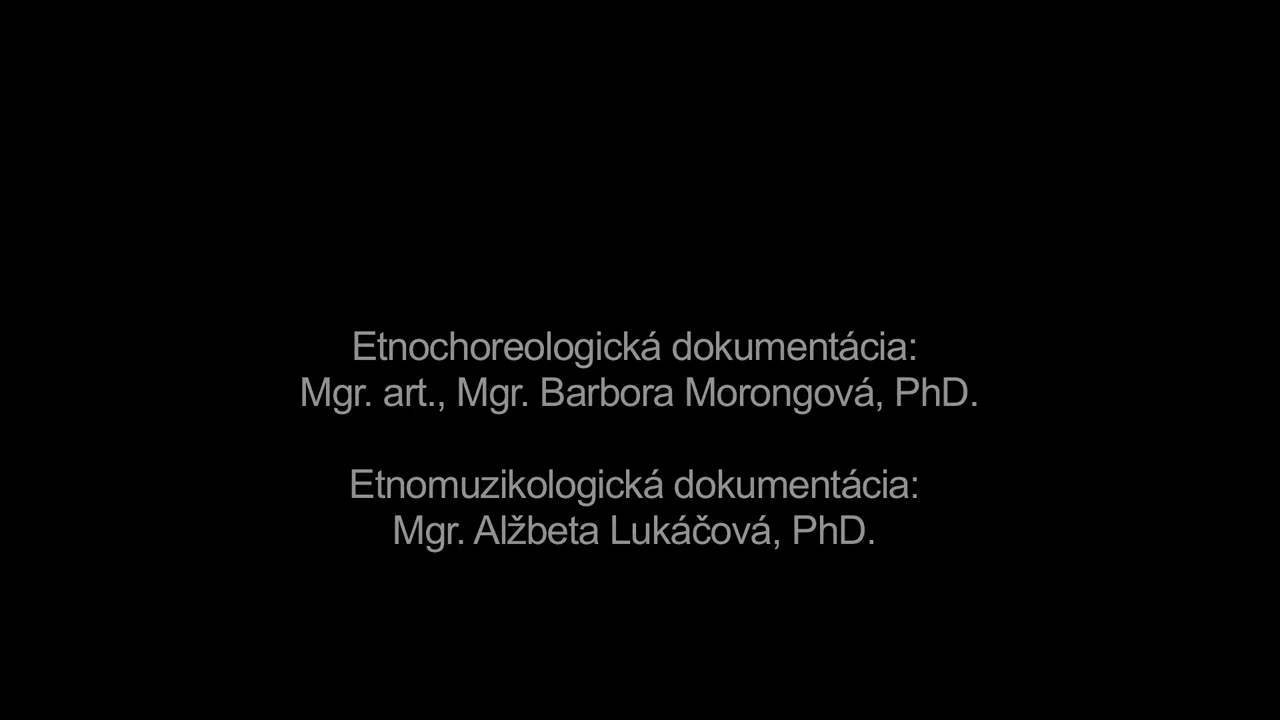 Etnochoreologická dokumentácia:
Mgr. art., Mgr. Barbora Morongová, PhD.
Etnomuzikologická dokumentácia:
Mgr. Alžbeta Lukáčová, PhD.